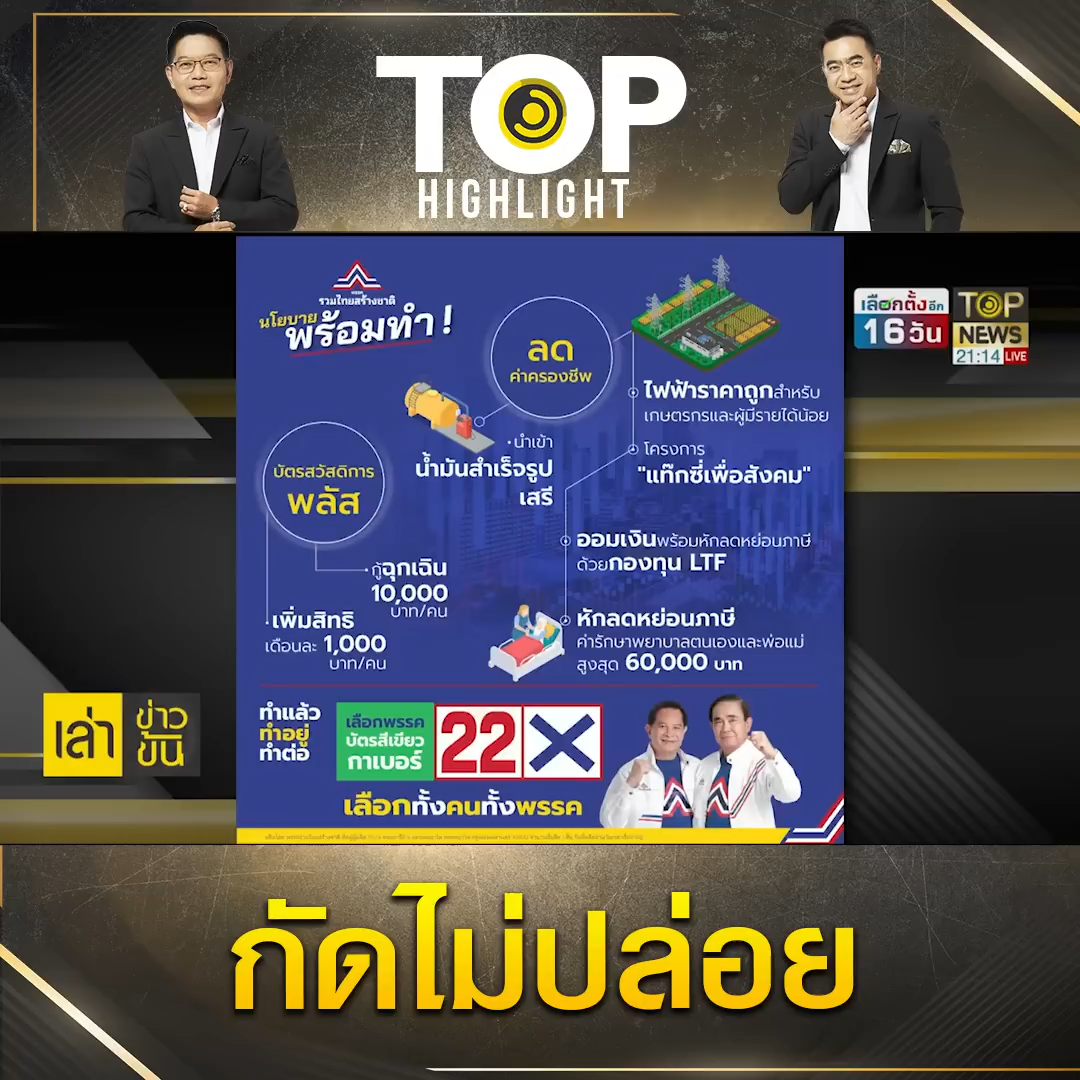 TOP
HIGHLIGHT
เลือกตั้งอีก
16 วัน
TOP
NEWS
21:14 LIVE
พรรค
รวมไทยสร้างชาติ
นโยบาย
พร้อมทำ !
ลด
ค่าครองชีพ
ไฟฟ้าราคาถูกสำหรับ
เกษตรกรและผู้มีรายได้น้อย
นำเข้า
น้ำมันสำเร็จรูป
เสรี
โครงการ
"แท๊กซี่เพื่อสังคม"
บัตรสวัสดิการ
พลัส
ออมเงินพร้อมหักลดหย่อนภาษี
ด้วยกองทุน LTF
กู้ฉุกเฉิน
10,000
บาท/คน
เพิ่มสิทธิ
เดือนละ 1,000
บาท/คน
หักลดหย่อนภาษี
ค่ารักษาพยาบาลตนเองและพ่อแม่
สูงสุด 60,000 บาท
ทำแล้ว
ทำอยู่
ทำต่อ
เลือกพรรค
บัตรสีเขียว
กาเบอร์
22 X
เลือกทั้งคนทั้งพรรค
เล่า
ข่าว
ข้น
กัดไม่ปล่อย